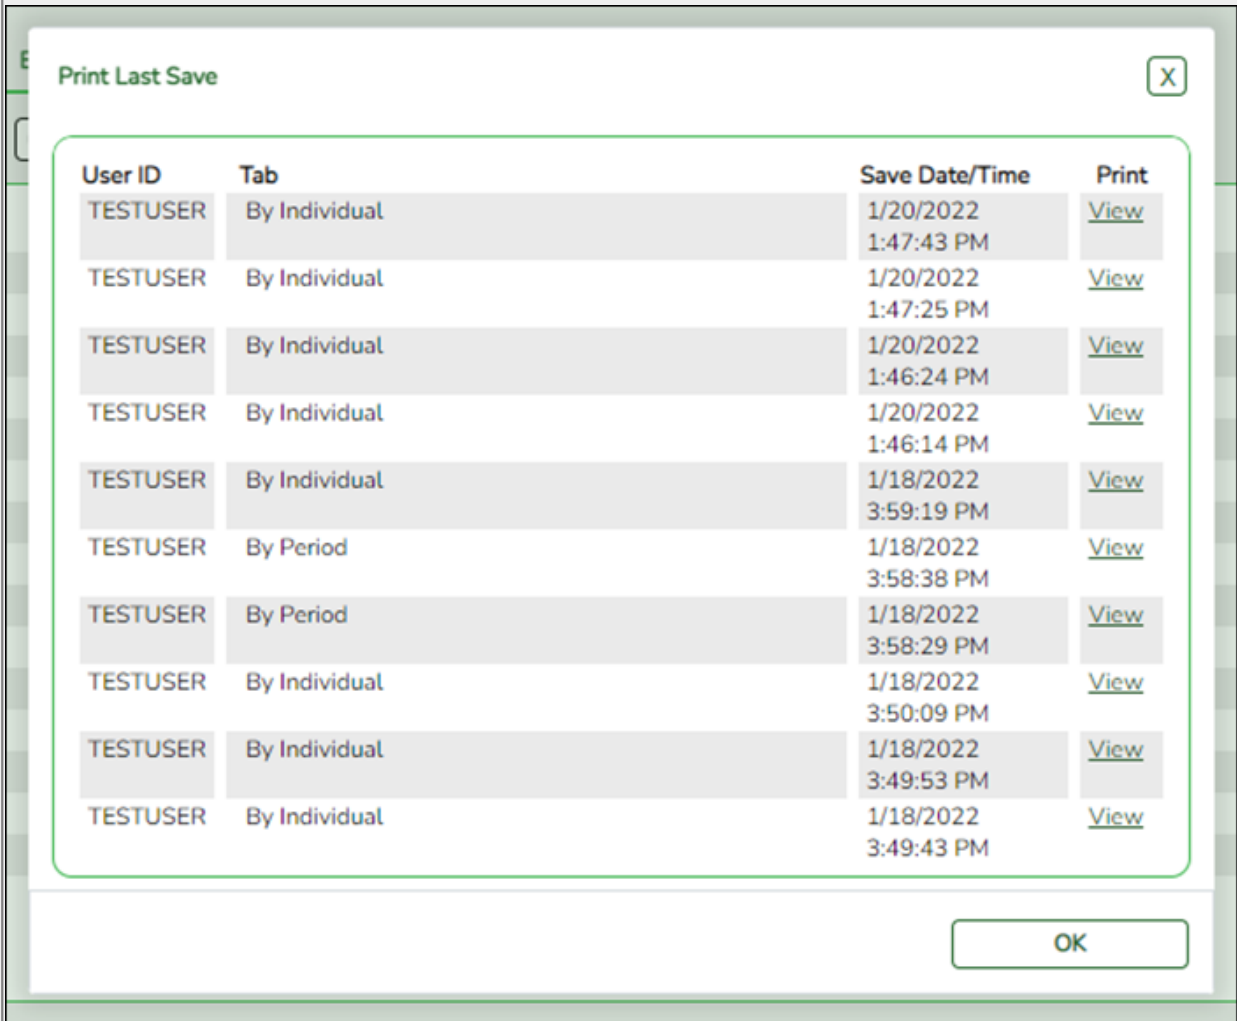 Print Last Save
X
User ID Tab Save Date/Time Print
TESTUSER By Individual 1/20/2022 View
1:47:43 PM
TESTUSER By Individual 1/20/2022 View
1:47:25 PM
TESTUSER By Individual 1/20/2022 View
1:46:24 PM
TESTUSER By Individual 1/20/2022 View
1:46:14 PM
TESTUSER By Individual 1/18/2022 View
3:59:19 PM
TESTUSER By Period 1/18/2022 View
3:58:38 PM
TESTUSER By Period 1/18/2022 View
3:58:29 PM
TESTUSER By Individual 1/18/2022 View
3:50:09 PM
TESTUSER By Individual 1/18/2022 View
3:49:53 PM
TESTUSER By Individual 1/18/2022 View
3:49:43 PM
OK